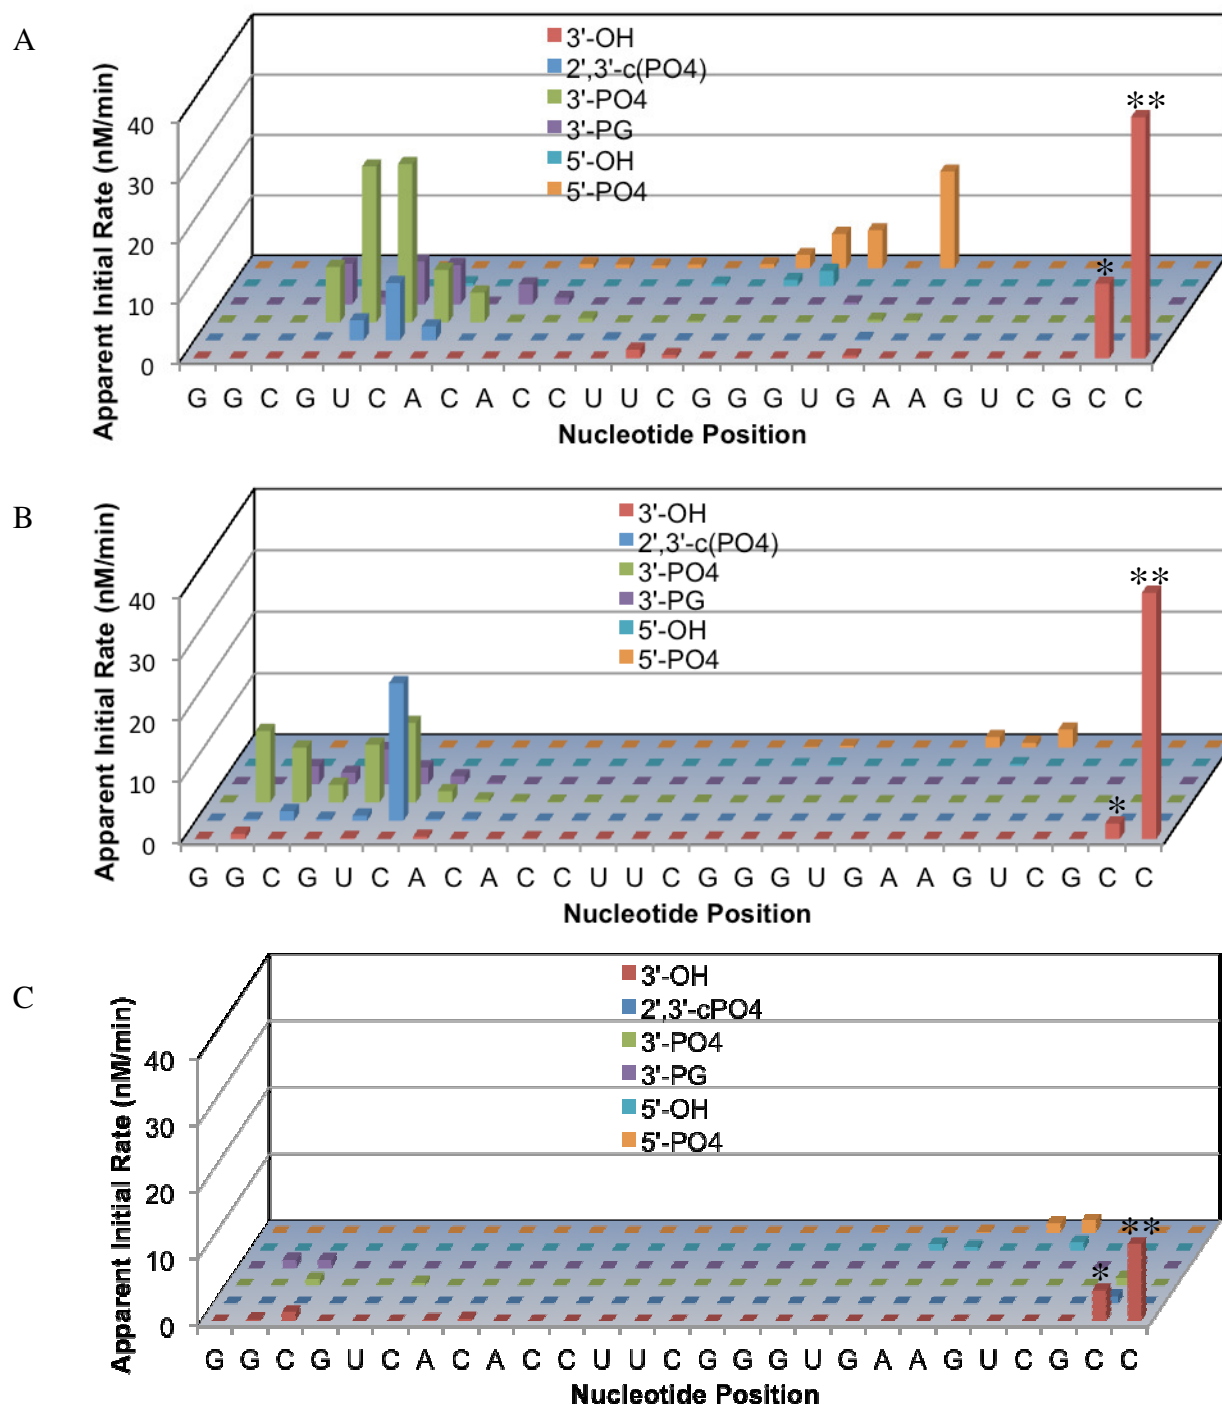 A
Apparent Initial Rate (nM/min)
40
30
20
10
0
3'-OH
2',3'-c(PO4)
3'-PO4
3'-PG
5'-OH
5'-PO4
**
*
G G C G U C A C A C C U U C G G G U G A A G U C G C C
Nucleotide Position
B
Apparent Initial Rate (nM/min)
40
30
20
10
0
3'-OH
2',3'-c(PO4)
3'-PO4
3'-PG
5'-OH
5'-PO4
**
*
G G C G U C A C A C C U U C G G G U G A A G U C G C C
Nucleotide Position
C
Apparent Initial Rate (nM/min)
40
30
20
10
0
3'-OH
2',3'-cPO4
3'-PO4
3'-PG
5'-OH
5'-PO4
**
*
G G C G U C A C A C C U U C G G G U G A A G U C G C C
Nucleotide Position